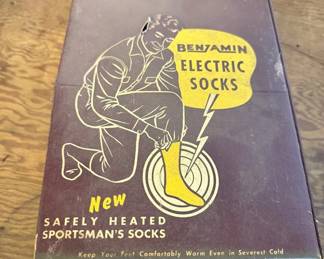 BENJAMIN
ELECTRIC
SOCKS
New
SAFELY HEATED
SPORTSMAN'S SOCKS
Keep Your Feet Comfortably Warm Even in Severest Cold